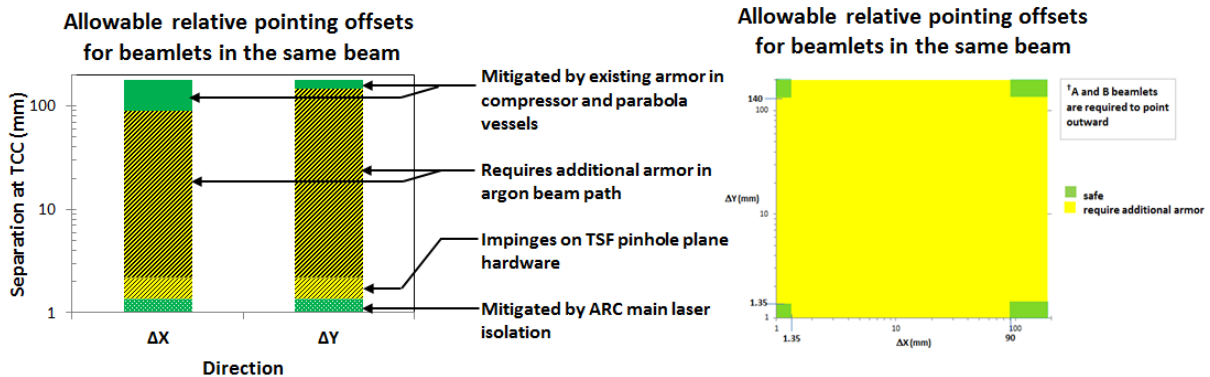 Allowable relative pointing offsets
for beamlets in the same beam
Separation at TCC (mm)
100
10
1
ΔX
ΔY
Direction
Mitigated by existing armor in
compressor and parabola
vessels
Requires additional armor in
argon beam path
Impinges on TSF pinhole plane
hardware
Mitigated by ARC main laser
isolation
Allowable relative pointing offsets
for beamlets in the same beam
140
100
ΔY (mm)
10
1.35
1
1
10
100
1.35
90
ΔX (mm)
†A and B beamlets
are required to point
outward
safe
require additional armor